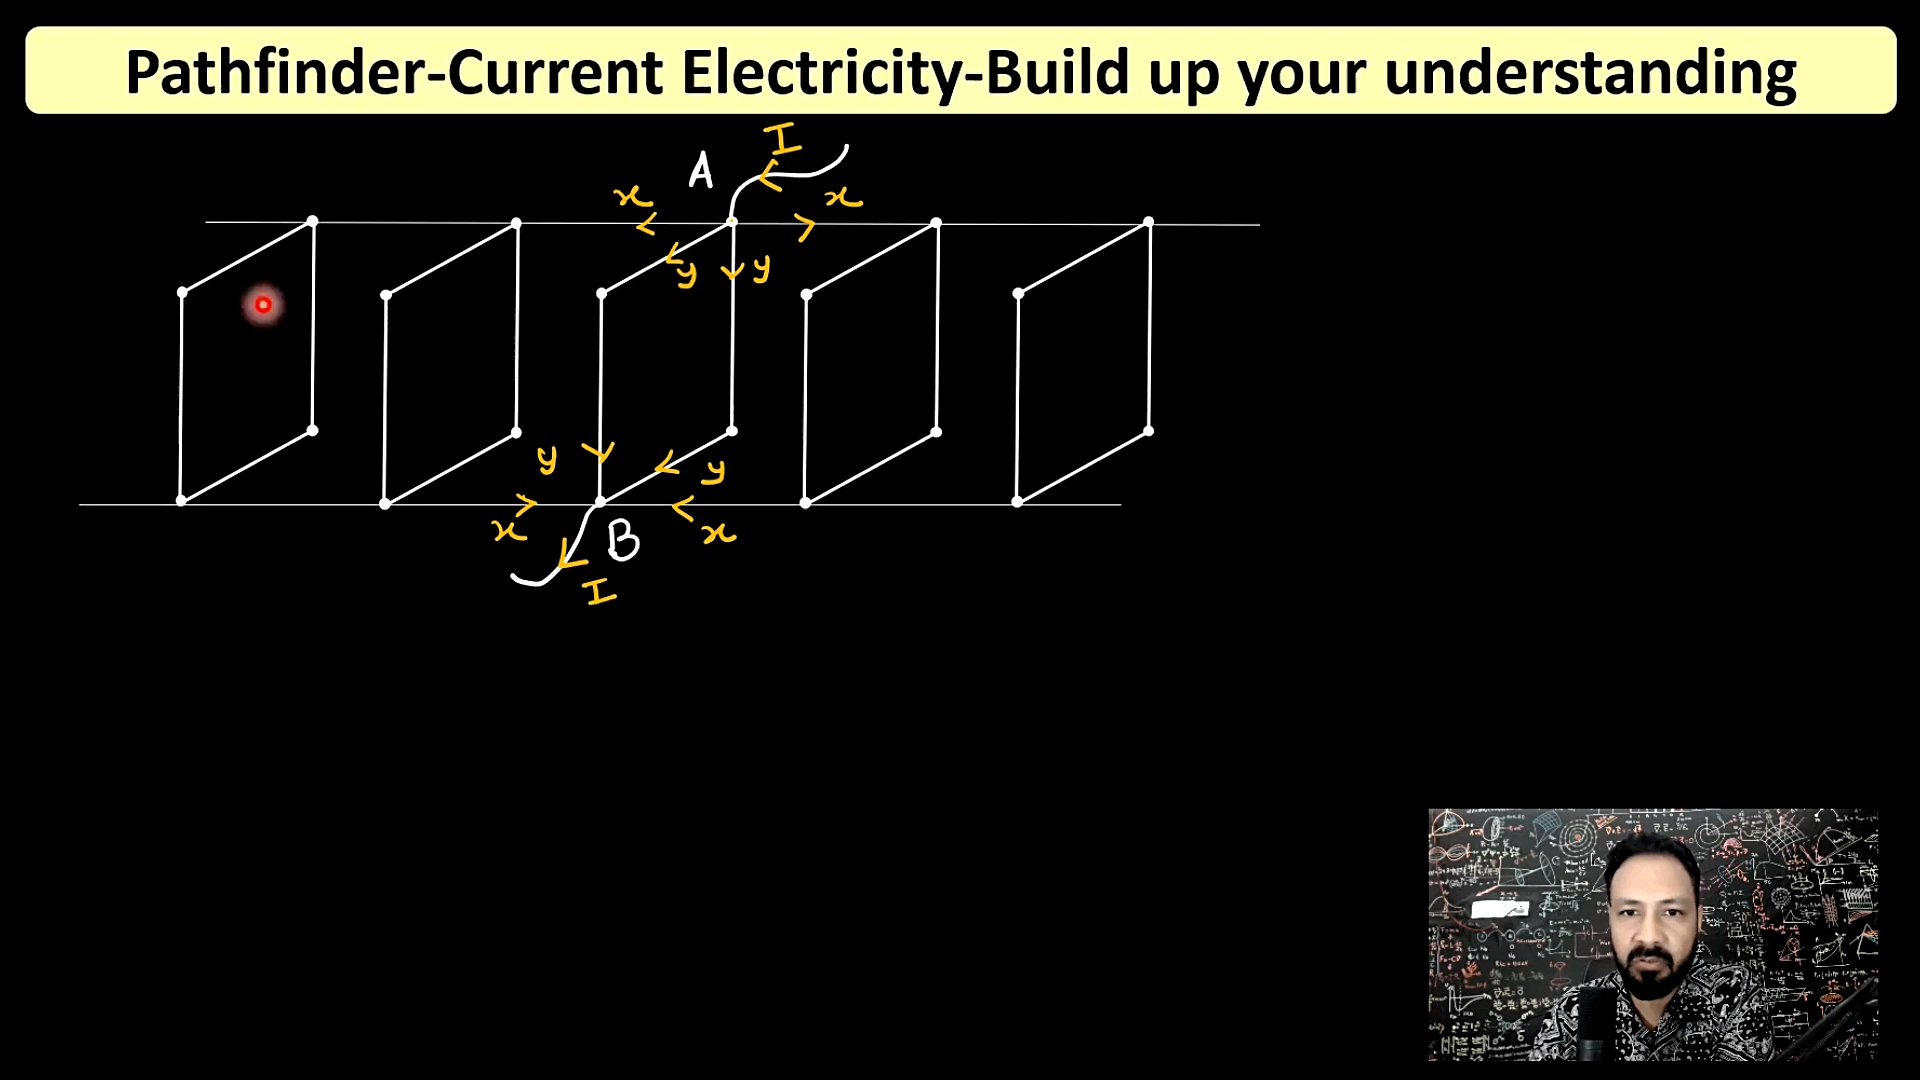 Pathfinder-Current Electricity-Build up your understanding
I
A
x
x
y
y
y
y
x
B
x
I